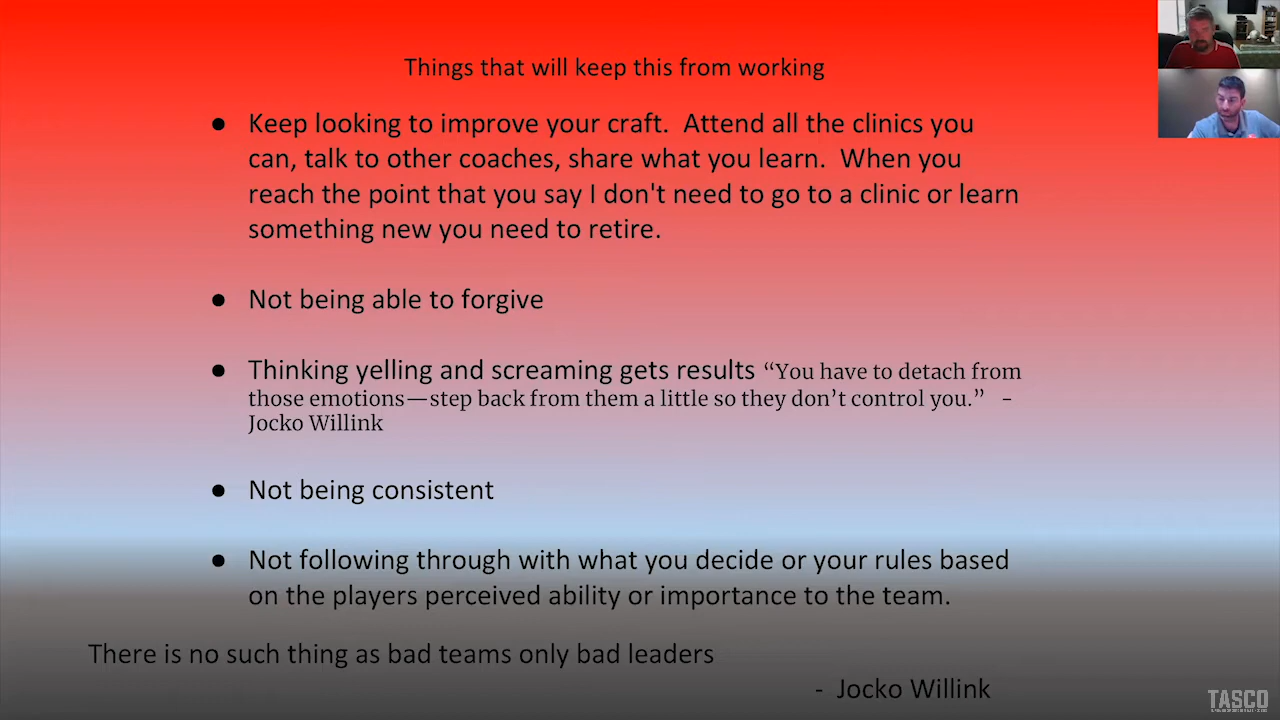 Things that will keep this from working
● Keep looking to improve your craft.  Attend all the clinics you
can, talk to other coaches, share what you learn.  When you
reach the point that you say I don't need to go to a clinic or learn
something new you need to retire.
● Not being able to forgive
● Thinking yelling and screaming gets results “You have to detach from
those emotions—step back from them a little so they don’t control you.”  -
Jocko Willink
● Not being consistent
● Not following through with what you decide or your rules based
on the players perceived ability or importance to the team.
There is no such thing as bad teams only bad leaders
- Jocko Willink
TASCO